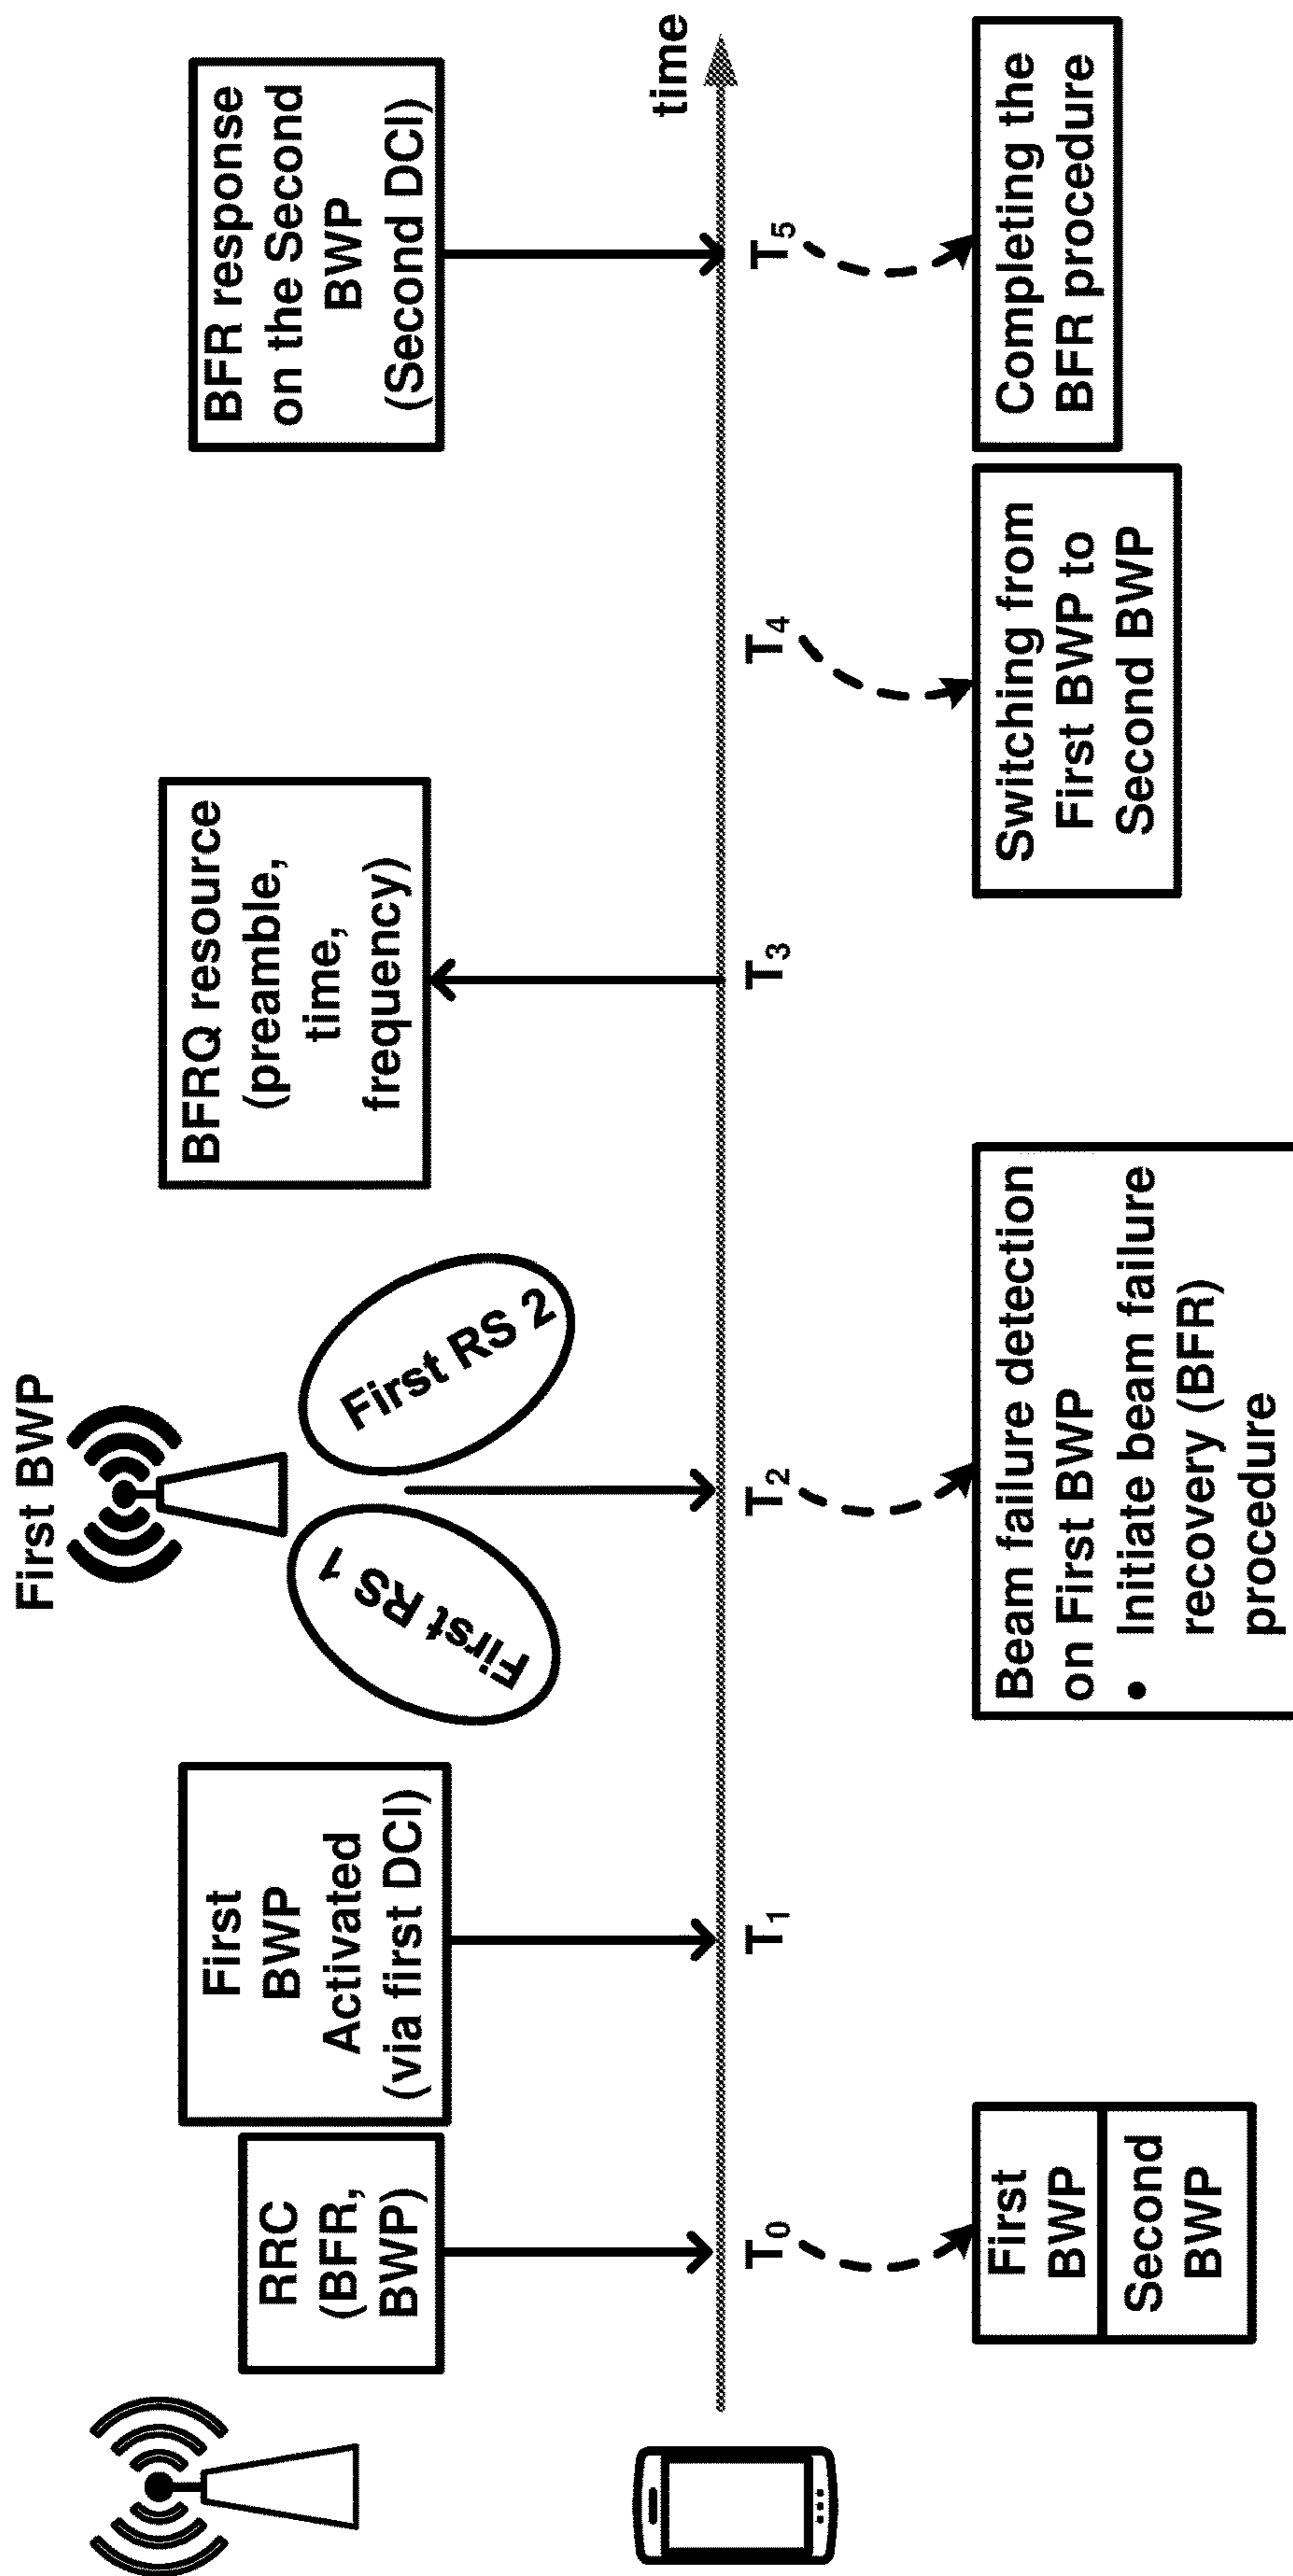 First BWP
RRC
(BFR,
BWP)
First
BWP
Activated
(via first DCI)
First RS 1
First RS 2
BFRQ resource
(preamble,
time,
frequency)
BFR response
on the Second
BWP
(Second DCI)
time
T0
T1
T2
T3
T4
T5
First
BWP
Second
BWP
Beam failure detection
on First BWP
• Initiate beam failure
recovery (BFR)
procedure
Switching from
First BWP to
Second BWP
Completing the
BFR procedure